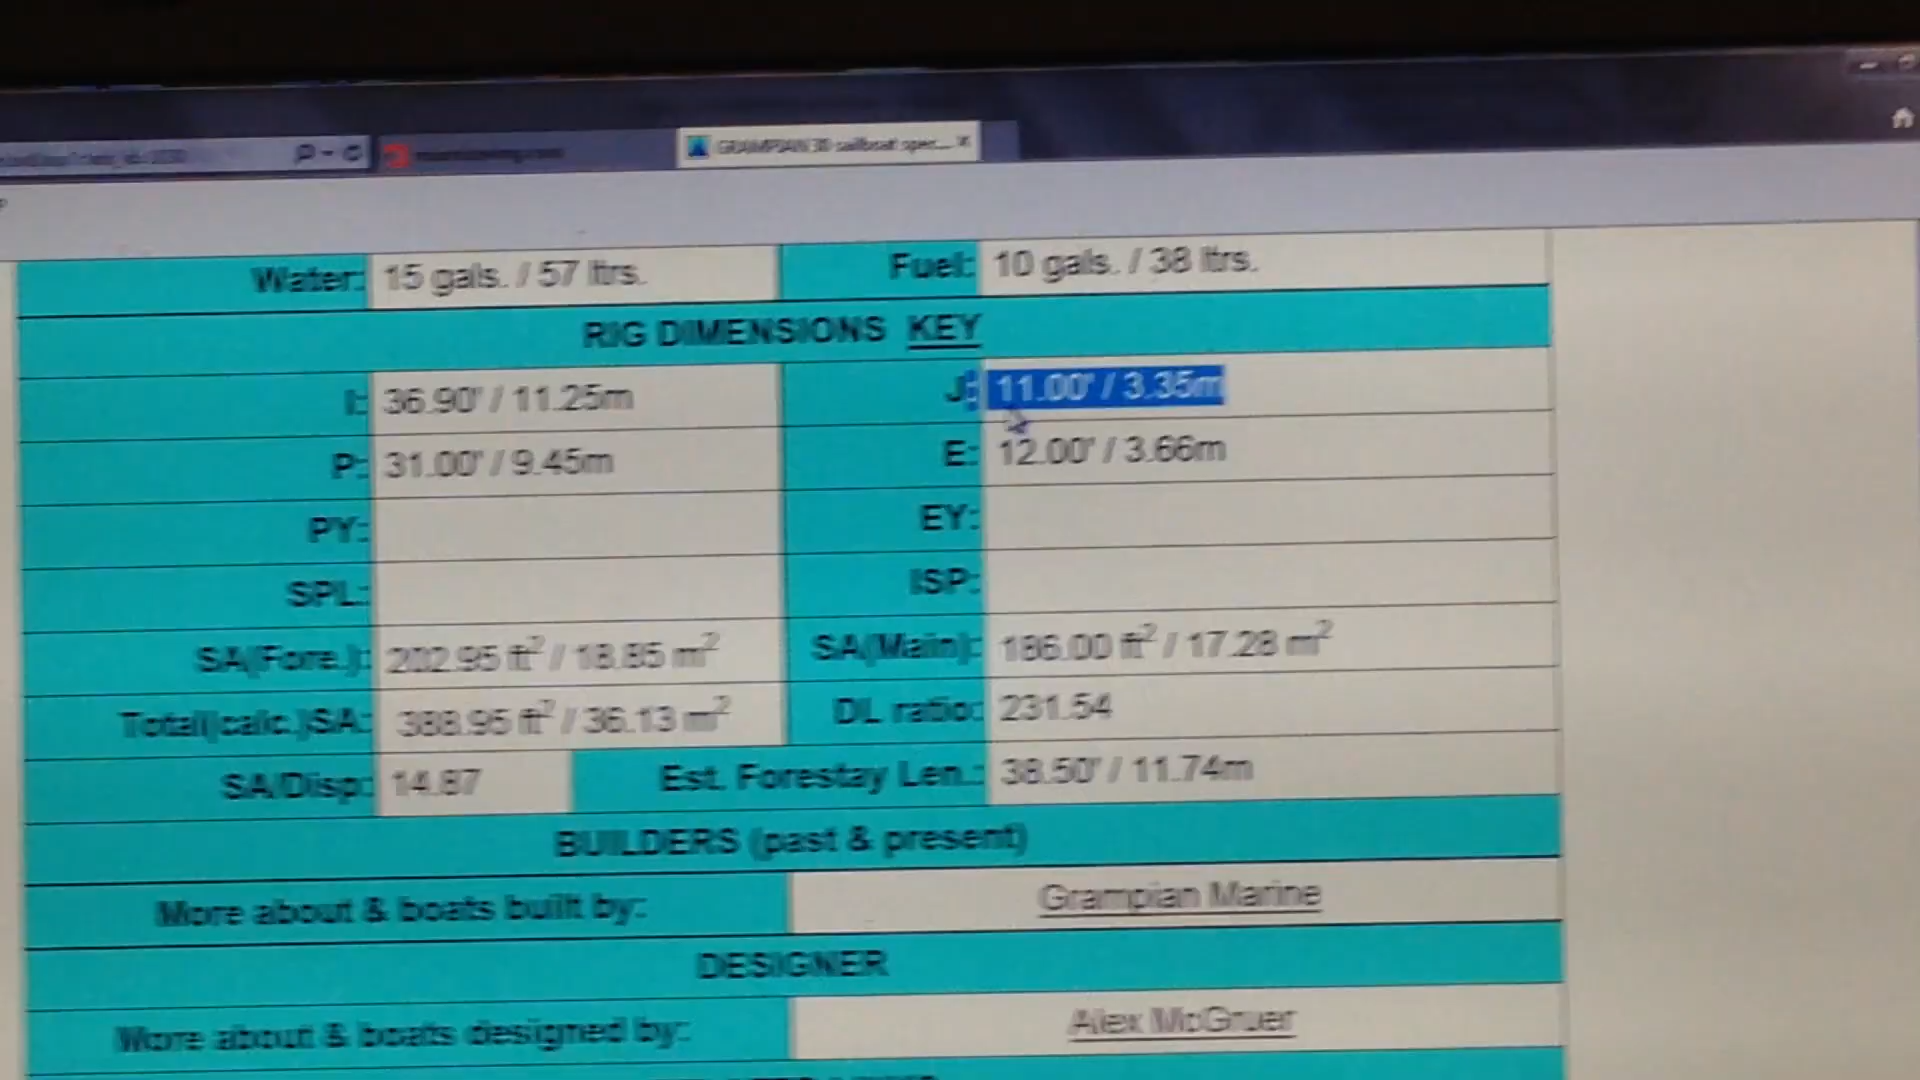 GRAMPIAN 30 sailboat spec...
Water: 15 gals. / 57 ltrs. Fuel: 10 gals. / 38 ltrs.
RIG DIMENSIONS KEY
I: 36.90' / 11.25m J: 11.00' / 3.35m
P: 31.00' / 9.45m E: 12.00' / 3.66m
PY: EY:
SPL: ISP:
SA(Fore.): 202.95 ft2 / 18.85 m2 SA(Main): 186.00 ft2 / 17.28 m2
Total(calc.)SA: 388.95 ft2 / 36.13 m2 DL ratio: 231.54
SA/Disp: 14.87 Est. Forestay Len.: 38.50' / 11.74m
BUILDERS (past & present)
More about & boats built by: Grampian Marine
DESIGNER
More about & boats designed by: Alex McGruer